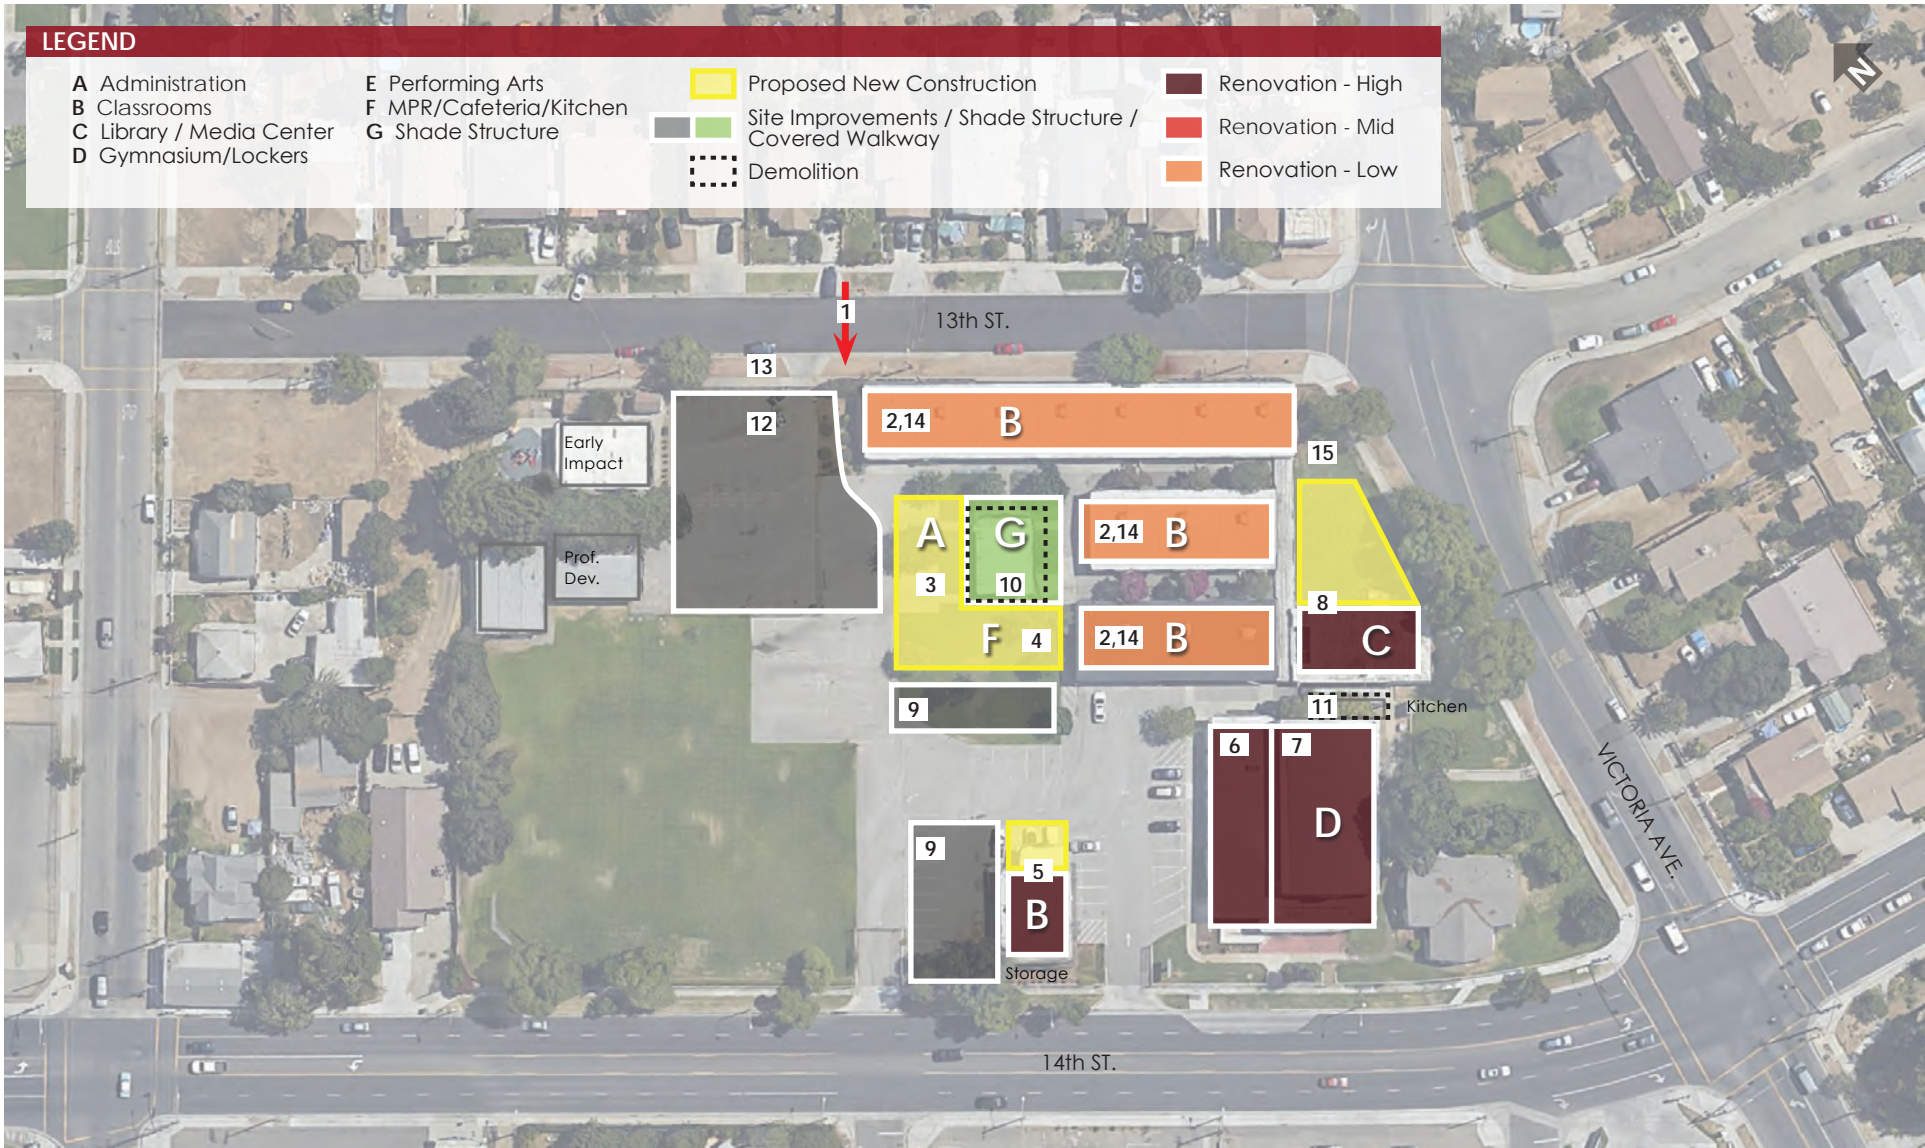 LEGEND
A Administration
B Classrooms
C Library / Media Center
D Gymnasium/Lockers
E Performing Arts
F MPR/Cafeteria/Kitchen
G Shade Structure
Proposed New Construction
Site Improvements / Shade Structure /
Covered Walkway
Demolition
Renovation - High
Renovation - Mid
Renovation - Low
N
1
13th ST.
13
12
2,14 B
15
Early
Impact
A
G
2,14 B
3
10
Prof.
Dev.
8
F 4
2,14 B
C
9
11 Kitchen
6
7
VICTORIA AVE.
D
9
5
B
Storage
14th ST.